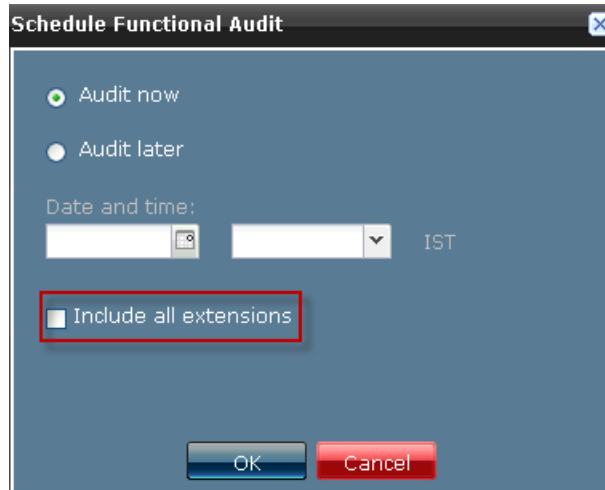 Schedule Functional Audit
Audit now
Audit later
Date and time:
IST
Include all extensions
OK Cancel